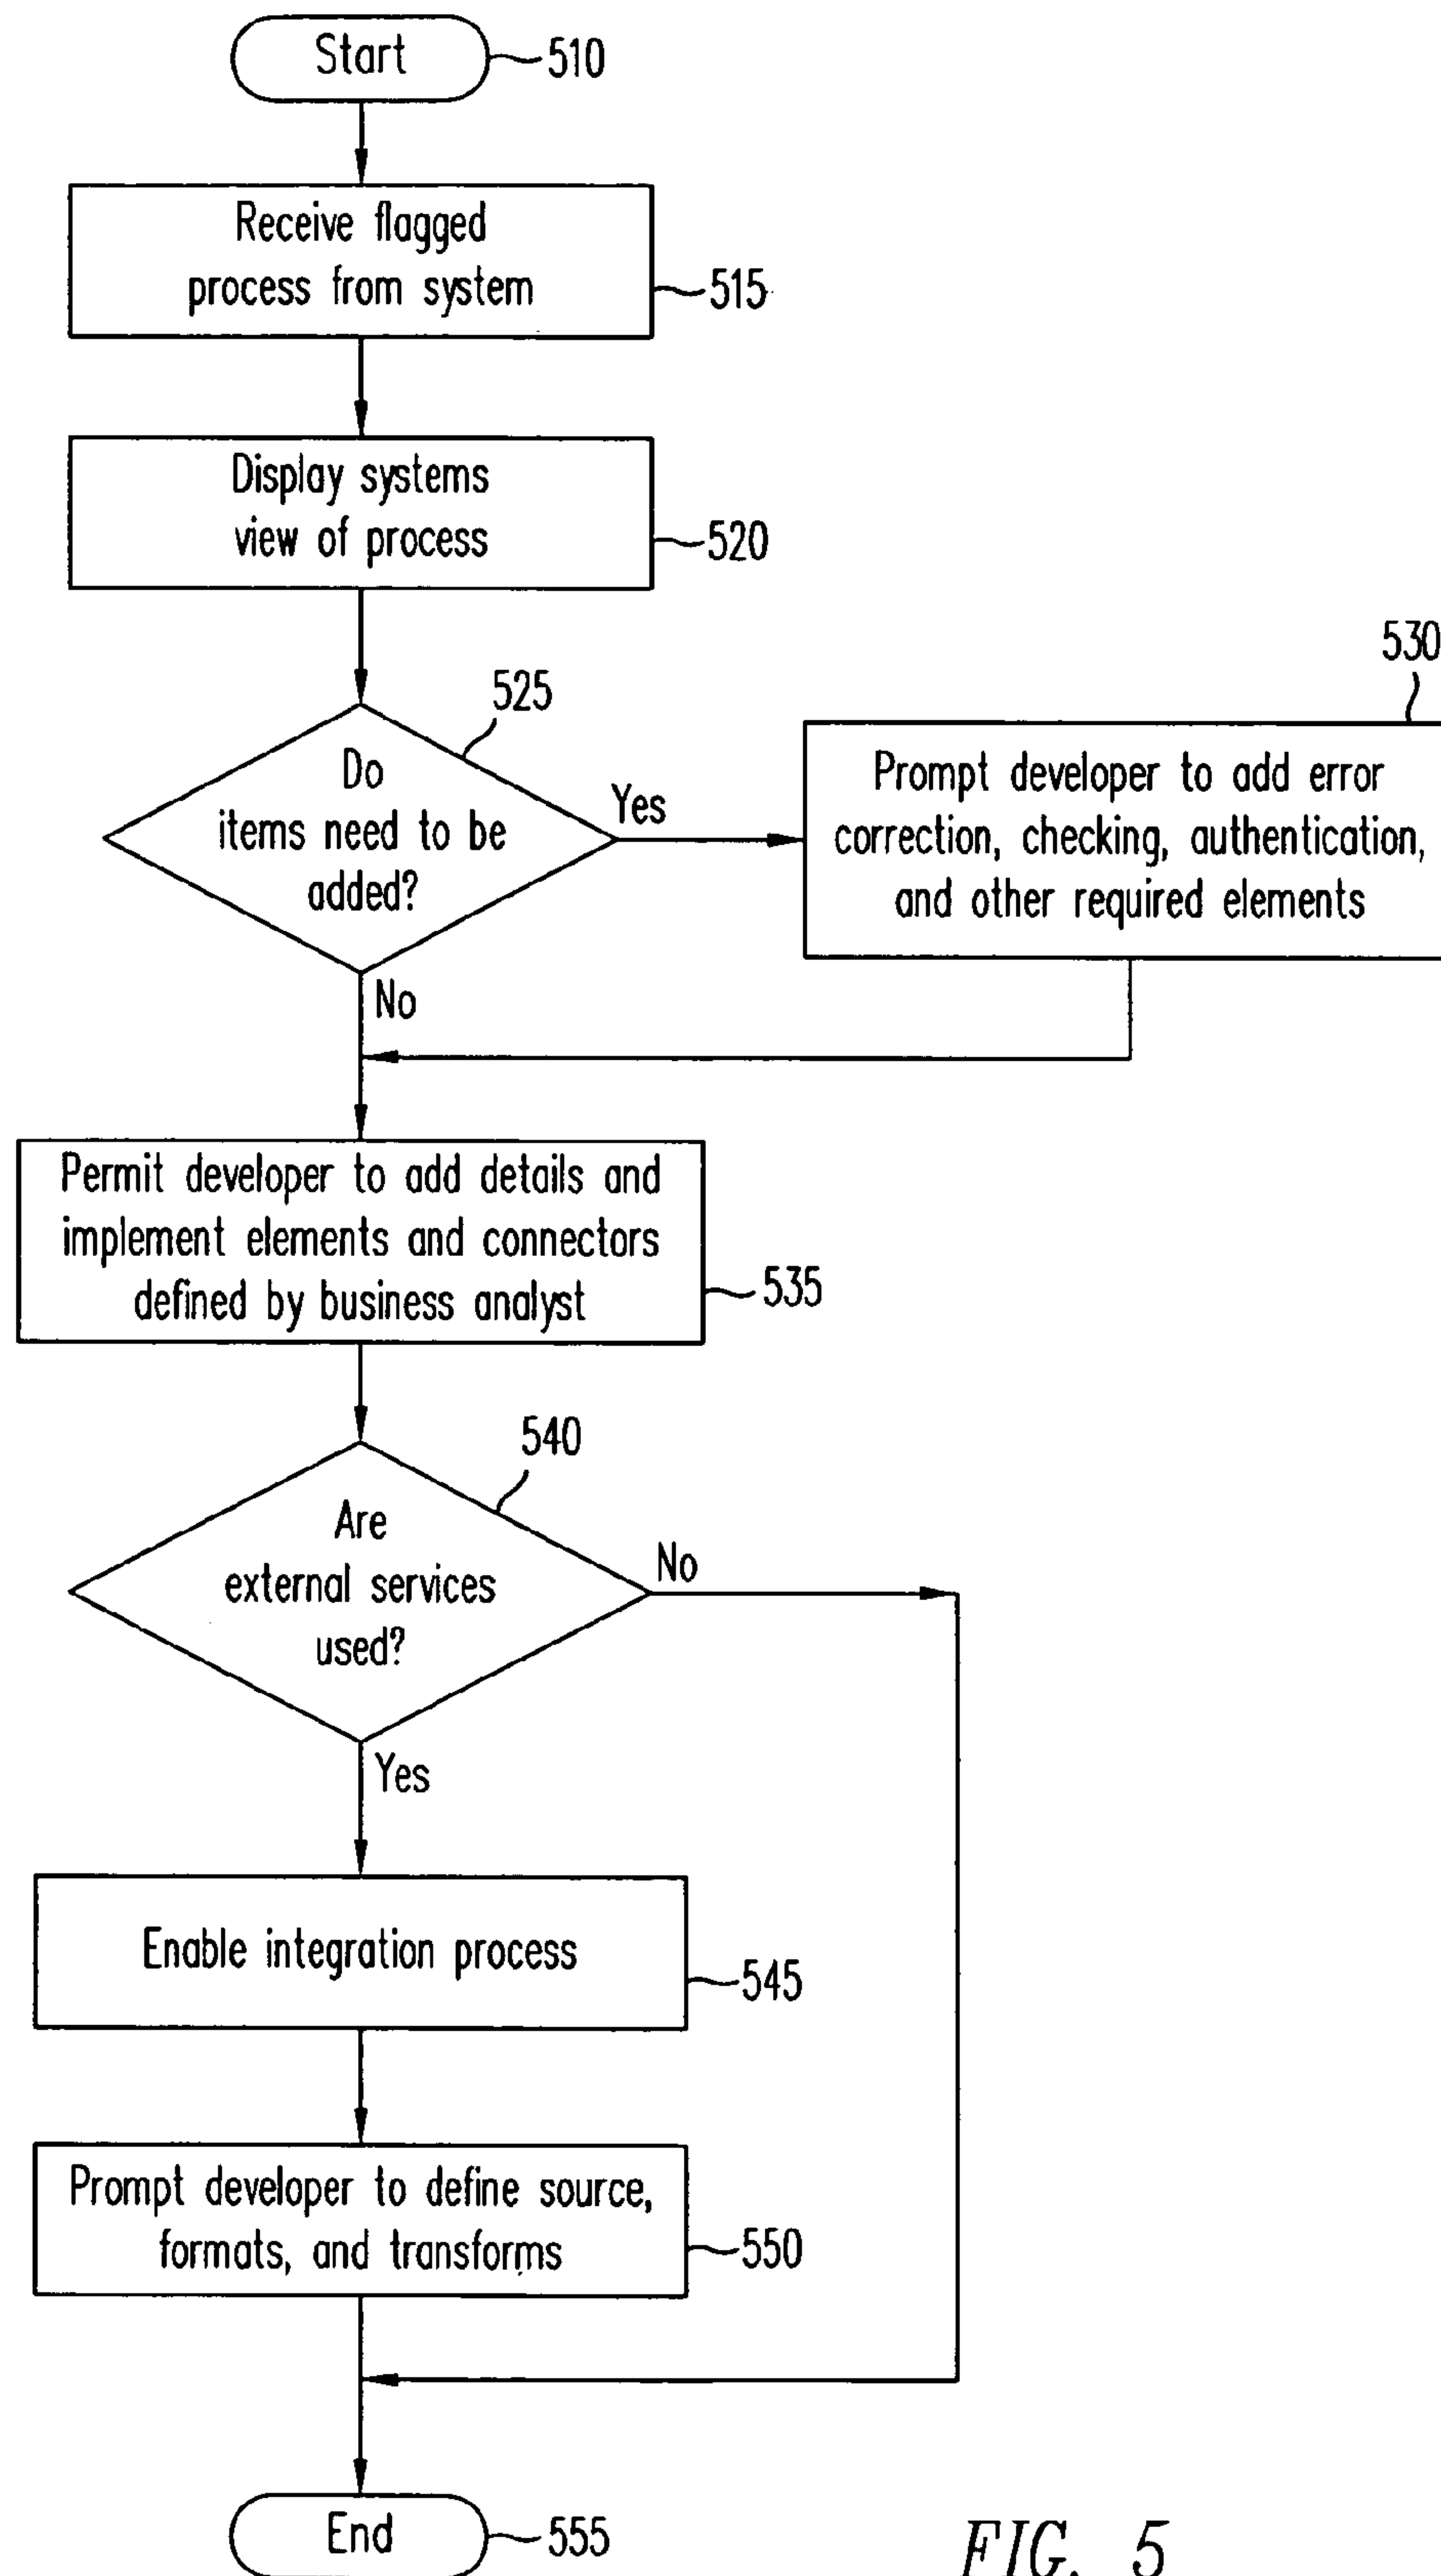 Start
510
Receive flagged
process from system
515
Display systems
view of process
520
525
Do
items need to be
added?
Yes
530
Prompt developer to add error
correction, checking, authentication,
and other required elements
No
Permit developer to add details and
implement elements and connectors
defined by business analyst
535
540
Are
external services
used?
No
Yes
Enable integration process
545
Prompt developer to define source,
formats, and transforms
550
End
555
FIG. 5